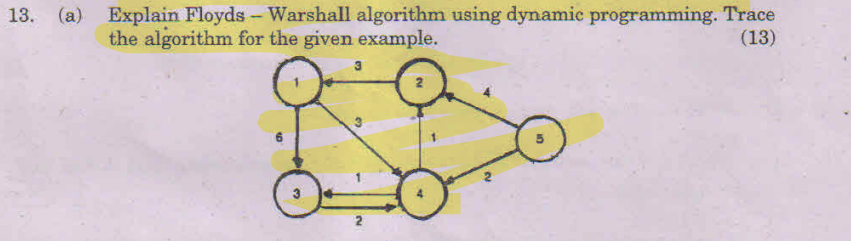 13. (a) Explain Floyds – Warshall algorithm using dynamic programming. Trace
the algorithm for the given example. (13)
3
1 2
4
6 3 1 5
1 2
3 4
2